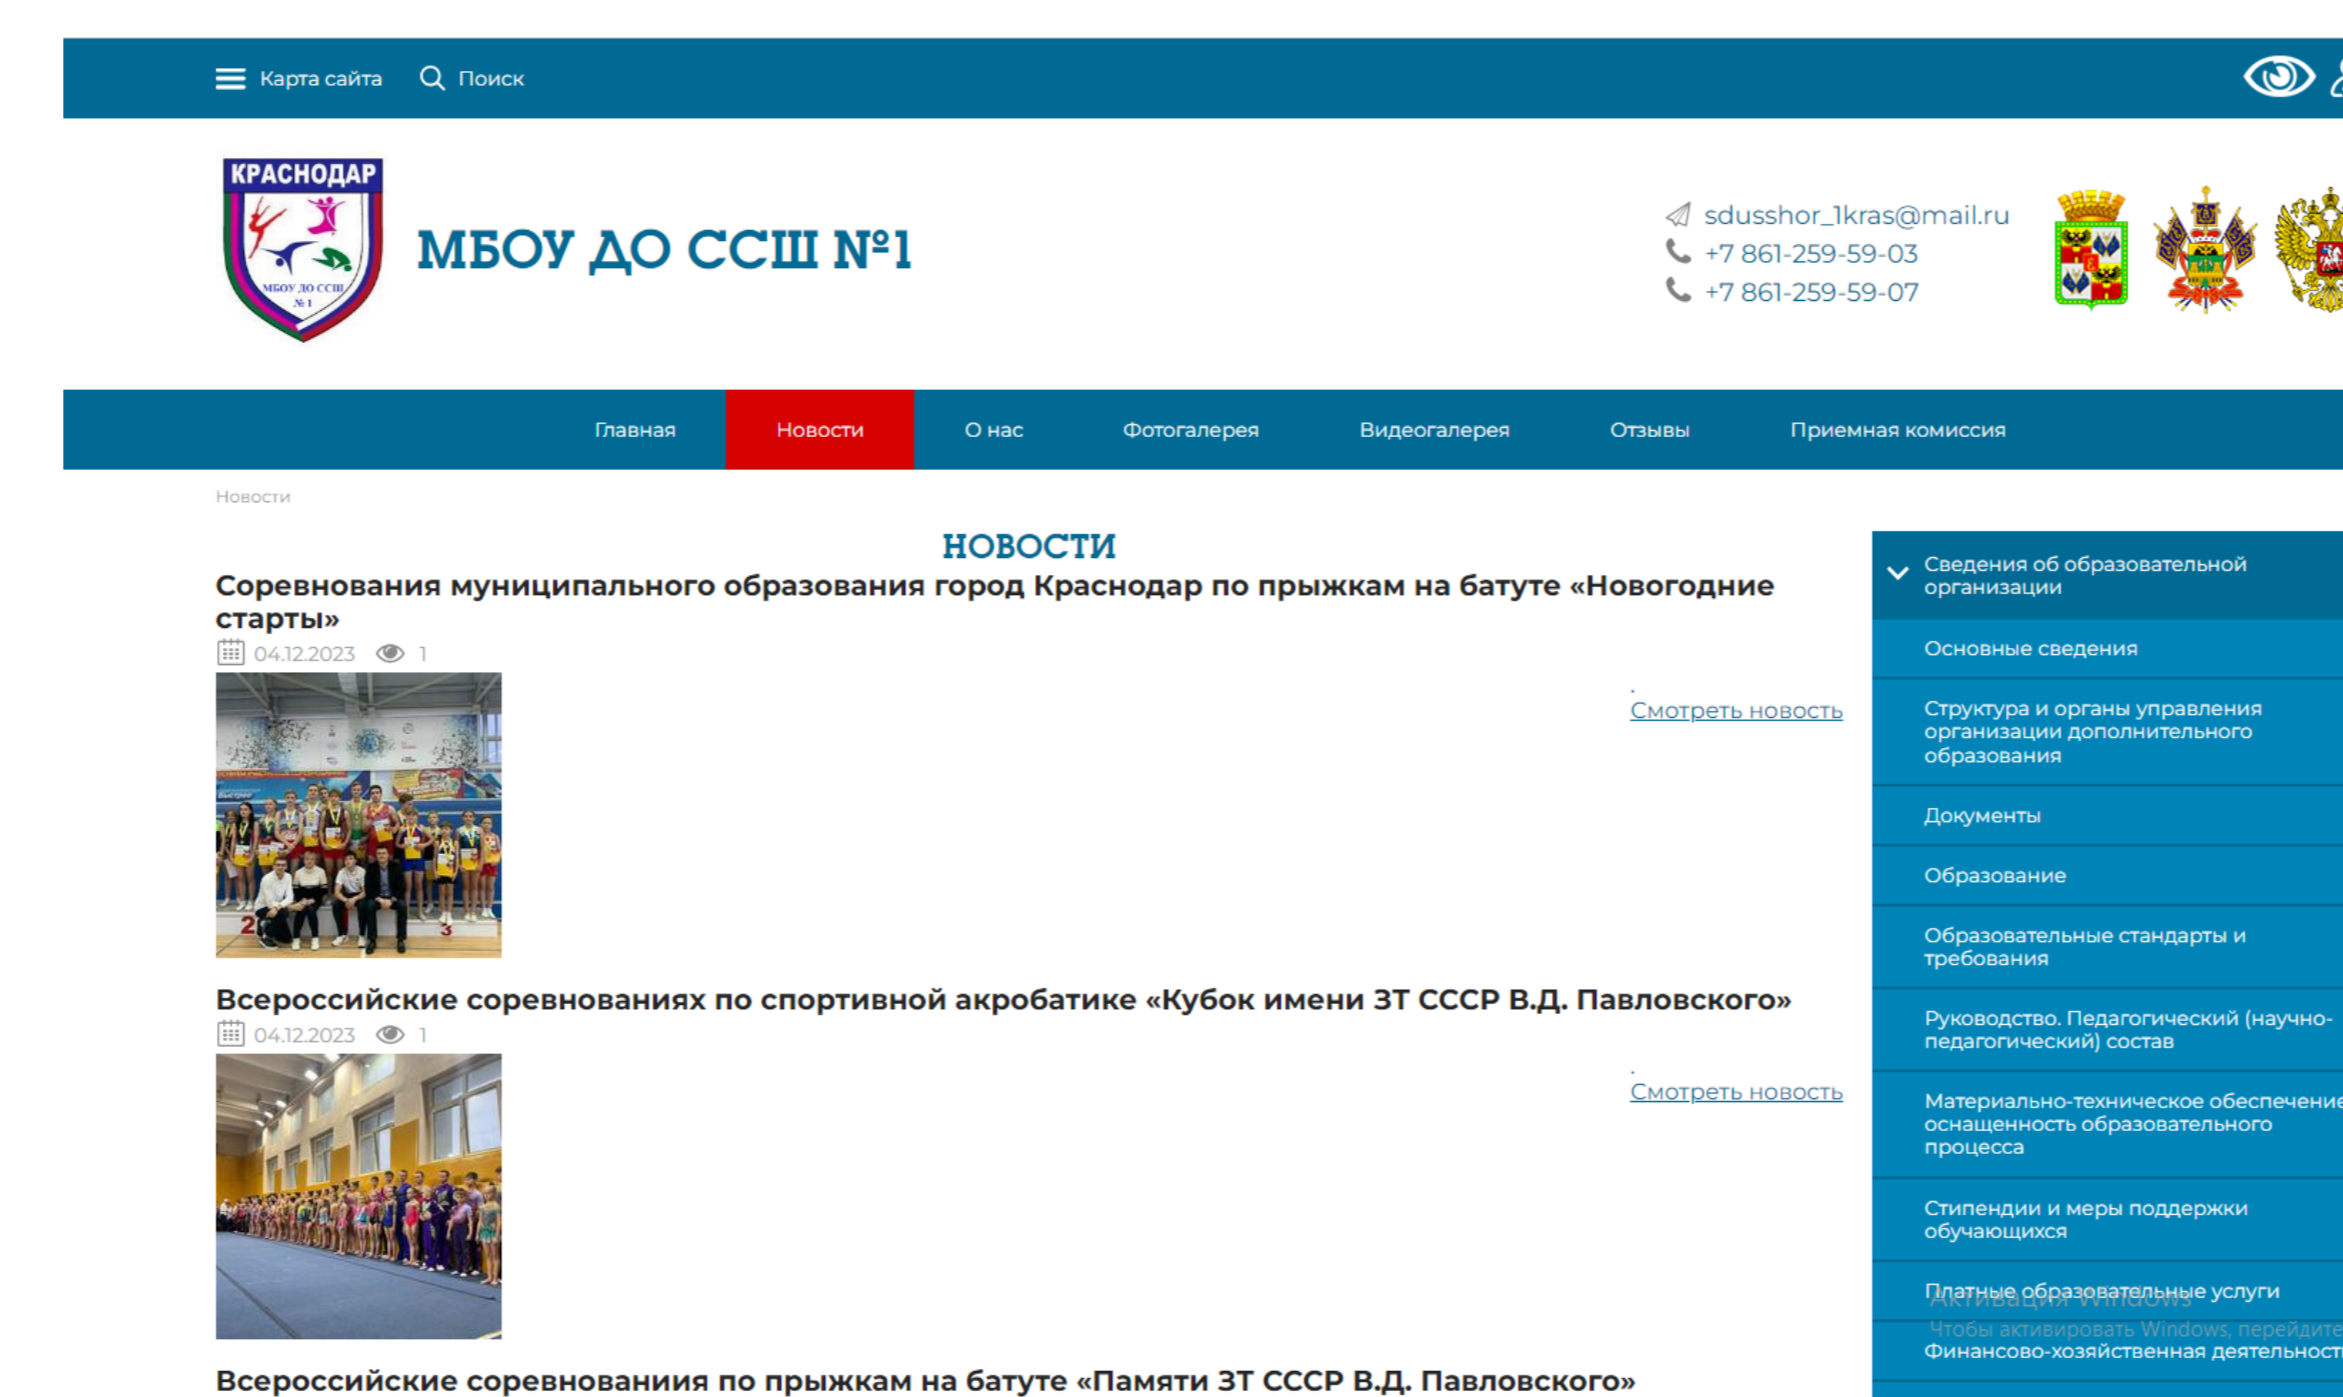 Карта сайта Поиск
КРАСНОДАР
МБОУ ДО ССШ
№1
МБОУ ДО ССШ №1
sdusshor_1kras@mail.ru
+7 861-259-59-03
+7 861-259-59-07
Главная Новости О нас Фотогалерея Видеогалерея Отзывы Приемная комиссия
Новости
НОВОСТИ
Соревнования муниципального образования город Краснодар по прыжкам на батуте «Новогодние
старты»
04.12.2023 1
Смотреть новость
2 3
Всероссийские соревнованиях по спортивной акробатике «Кубок имени ЗТ СССР В.Д. Павловского»
04.12.2023 1
Смотреть новость
Всероссийские соревнованиия по прыжкам на батуте «Памяти ЗТ СССР В.Д. Павловского»
Сведения об образовательной
организации
Основные сведения
Структура и органы управления
организации дополнительного
образования
Документы
Образование
Образовательные стандарты и
требования
Руководство. Педагогический (научно-
педагогический) состав
Материально-техническое обеспечение
оснащенность образовательного
процесса
Стипендии и меры поддержки
обучающихся
Платные образовательные услуги
Активация Windows
Чтобы активировать Windows, перейдите
Финансово-хозяйственная деятельность